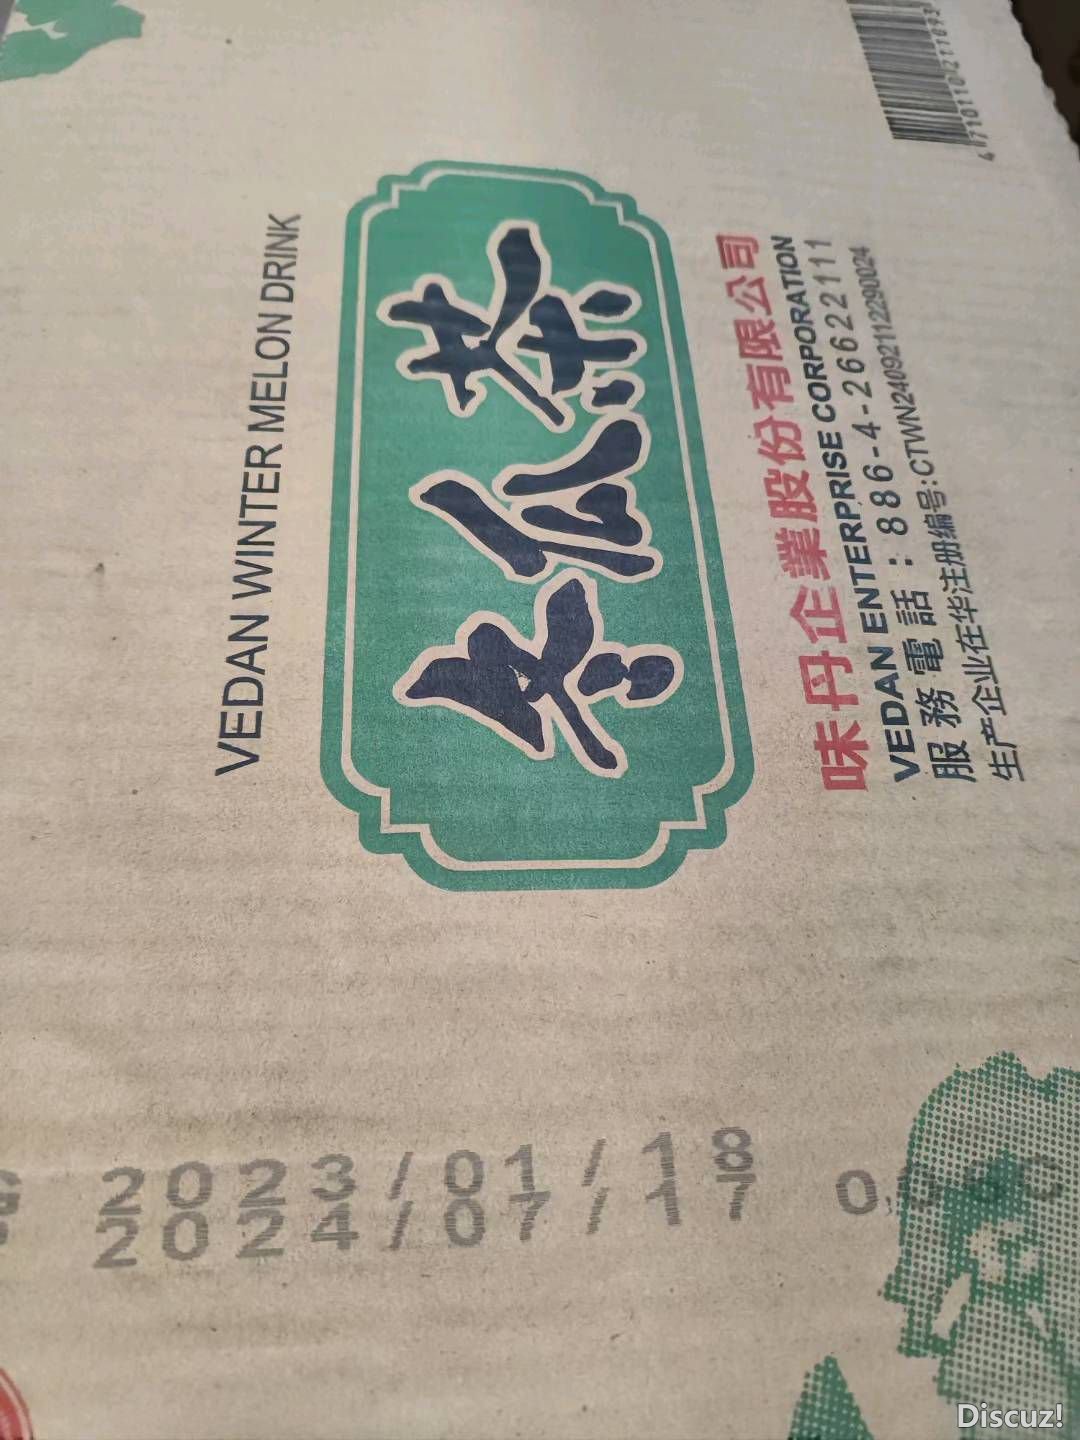 VEDAN WINTER MELON DRINK
冬瓜茶
味丹企業股份有限公司
VEDAN ENTERPRISE CORPORATION
服務電話：886-4-26622111
生产企业在华注册编号:CTWN24092112290024
4710110211093
2023/01/18
2024/07/17
Discuz!